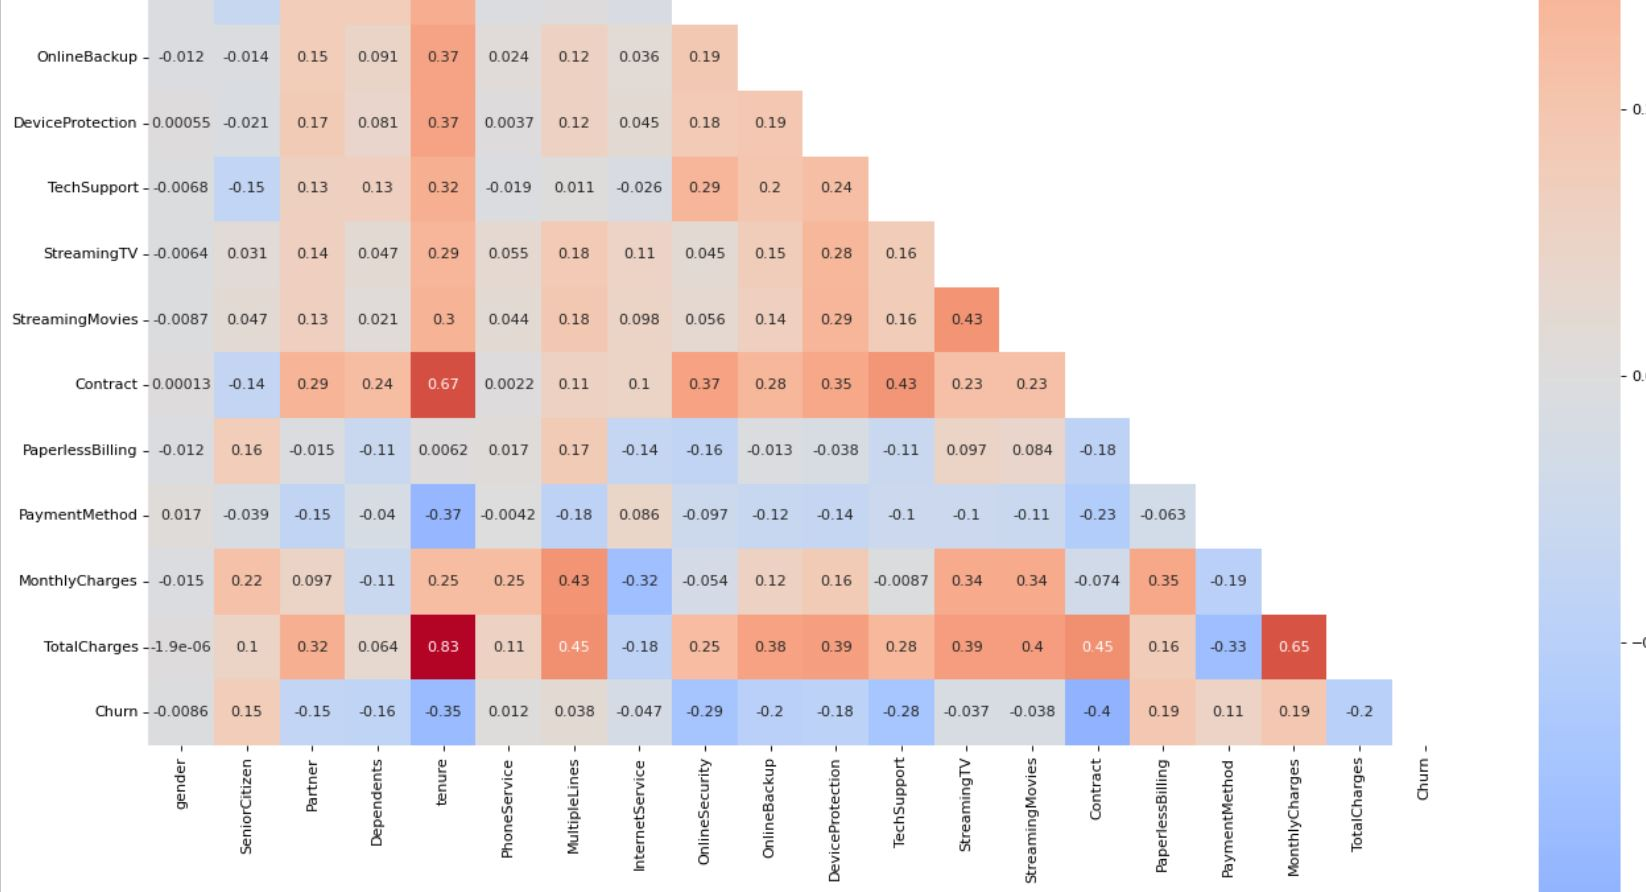 OnlineBackup -0.012 -0.014 0.15 0.091 0.37 0.024 0.12 0.036 0.19
DeviceProtection 0.00055 -0.021 0.17 0.081 0.37 0.0037 0.12 0.045 0.18 0.19
TechSupport -0.0068 -0.15 0.13 0.13 0.32 -0.019 0.011 -0.026 0.29 0.2 0.24
StreamingTV -0.0064 0.031 0.14 0.047 0.29 0.055 0.18 0.11 0.045 0.15 0.28 0.16
StreamingMovies -0.0087 0.047 0.13 0.021 0.3 0.044 0.18 0.098 0.056 0.14 0.29 0.16 0.43
Contract 0.00013 -0.14 0.29 0.24 0.67 0.0022 0.11 0.1 0.37 0.28 0.35 0.43 0.23 0.23
PaperlessBilling -0.012 0.16 -0.015 -0.11 0.0062 0.017 0.17 -0.14 -0.16 -0.013 -0.038 -0.11 0.097 0.084 -0.18
PaymentMethod 0.017 -0.039 -0.15 -0.04 -0.37 -0.0042 -0.18 0.086 -0.097 -0.12 -0.14 -0.1 -0.1 -0.11 -0.23 -0.063
MonthlyCharges -0.015 0.22 0.097 -0.11 0.25 0.25 0.43 -0.32 -0.054 0.12 0.16 -0.0087 0.34 0.34 -0.074 0.35 -0.19
TotalCharges -1.9e-06 0.1 0.32 0.064 0.83 0.11 0.45 -0.18 0.25 0.38 0.39 0.28 0.39 0.4 0.45 0.16 -0.33 0.65
Churn -0.0086 0.15 -0.15 -0.16 -0.35 0.012 0.038 -0.047 -0.29 -0.2 -0.18 -0.28 -0.037 -0.038 -0.4 0.19 0.11 0.19 -0.2
gender
SeniorCitizen
Partner
Dependents
tenure
PhoneService
MultipleLines
InternetService
OnlineSecurity
OnlineBackup
DeviceProtection
TechSupport
StreamingTV
StreamingMovies
Contract
PaperlessBilling
PaymentMethod
MonthlyCharges
TotalCharges
Churn